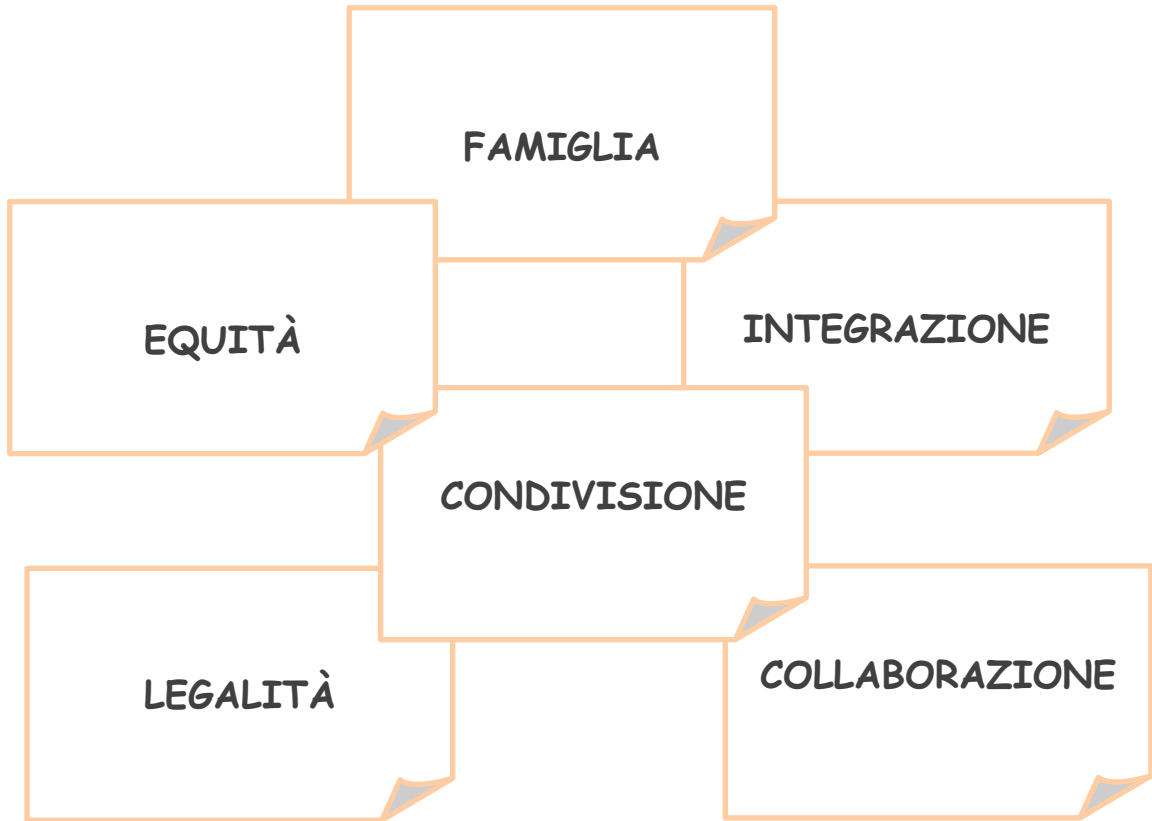 FAMIGLIA
EQUITÀ
INTEGRAZIONE
CONDIVISIONE
LEGALITÀ
COLLABORAZIONE